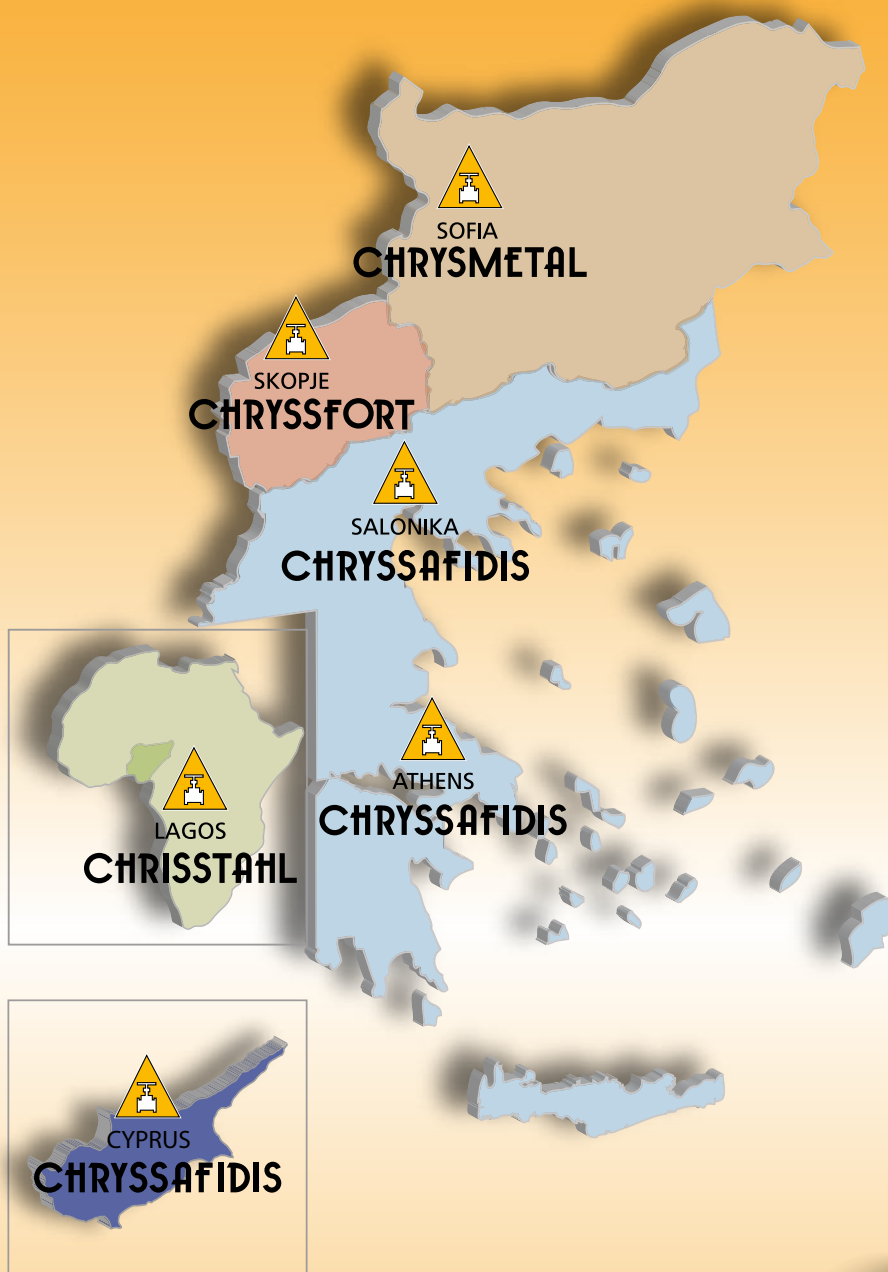 SOFIA
CHRYSMETAL
SKOPJE
CHRYSSFORT
SALONIKA
CHRYSSAFIDIS
ATHENS
CHRYSSAFIDIS
LAGOS
CHRISSTAHL
CYPRUS
CHRYSSAFIDIS